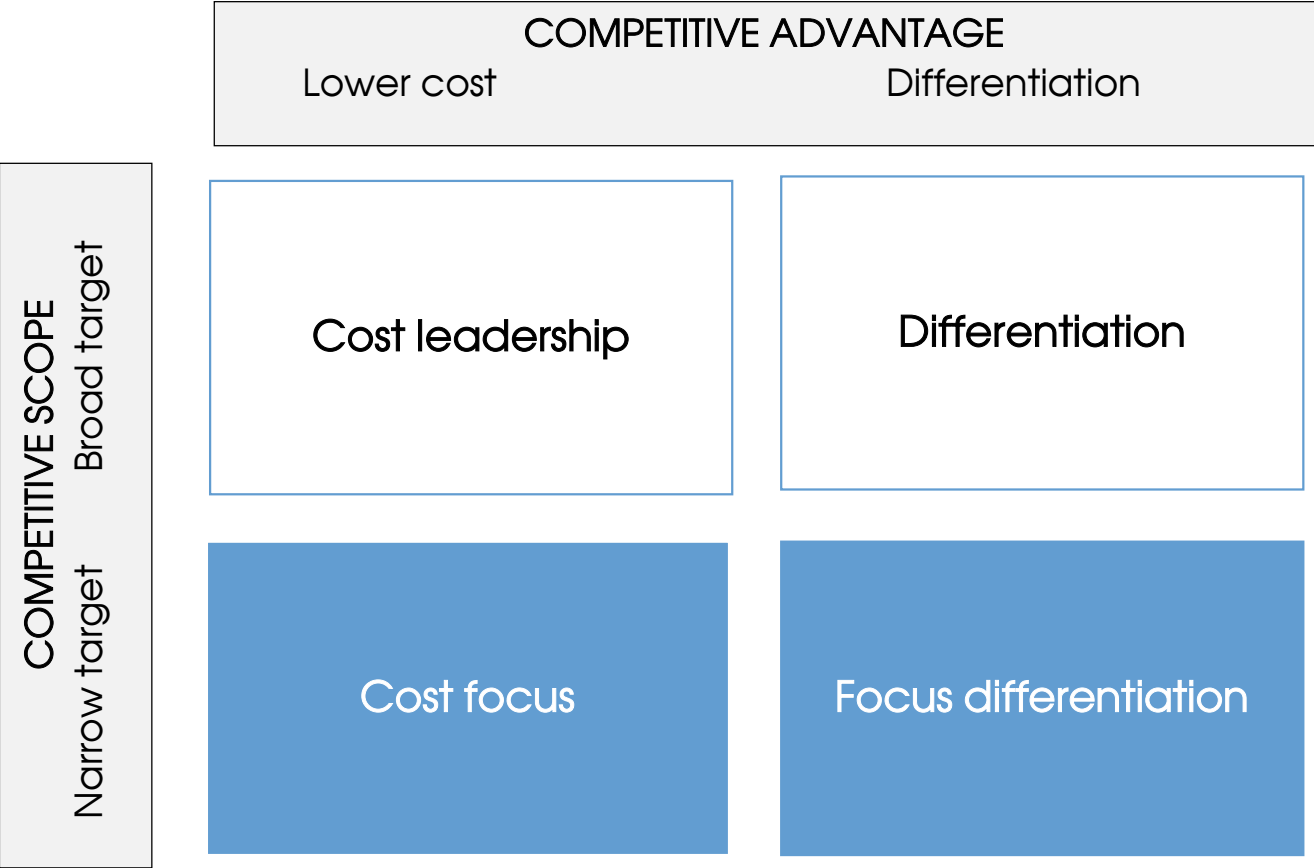 COMPETITIVE ADVANTAGE
Lower cost
Differentiation
COMPETITIVE SCOPE
Broad target
Narrow target
Cost leadership
Differentiation
Cost focus
Focus differentiation